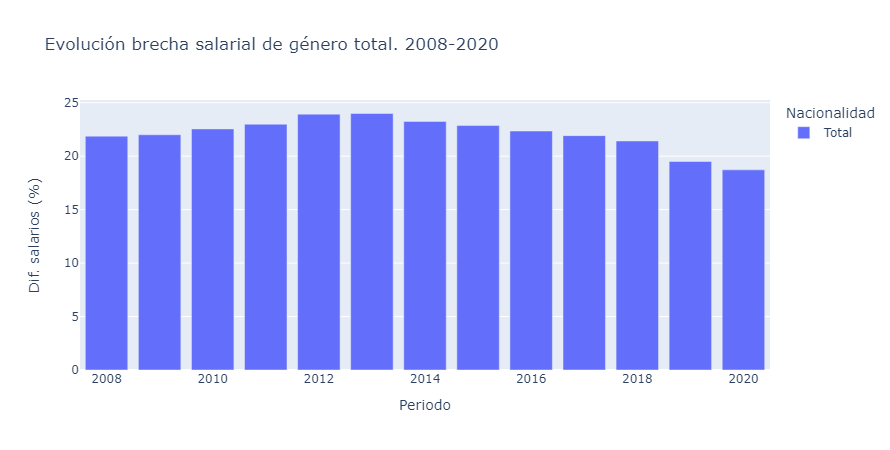 Evolución brecha salarial de género total. 2008-2020
25
20
15
10
5
0
Dif. salarios (%)
2008 2010 2012 2014 2016 2018 2020
Periodo
Nacionalidad
Total